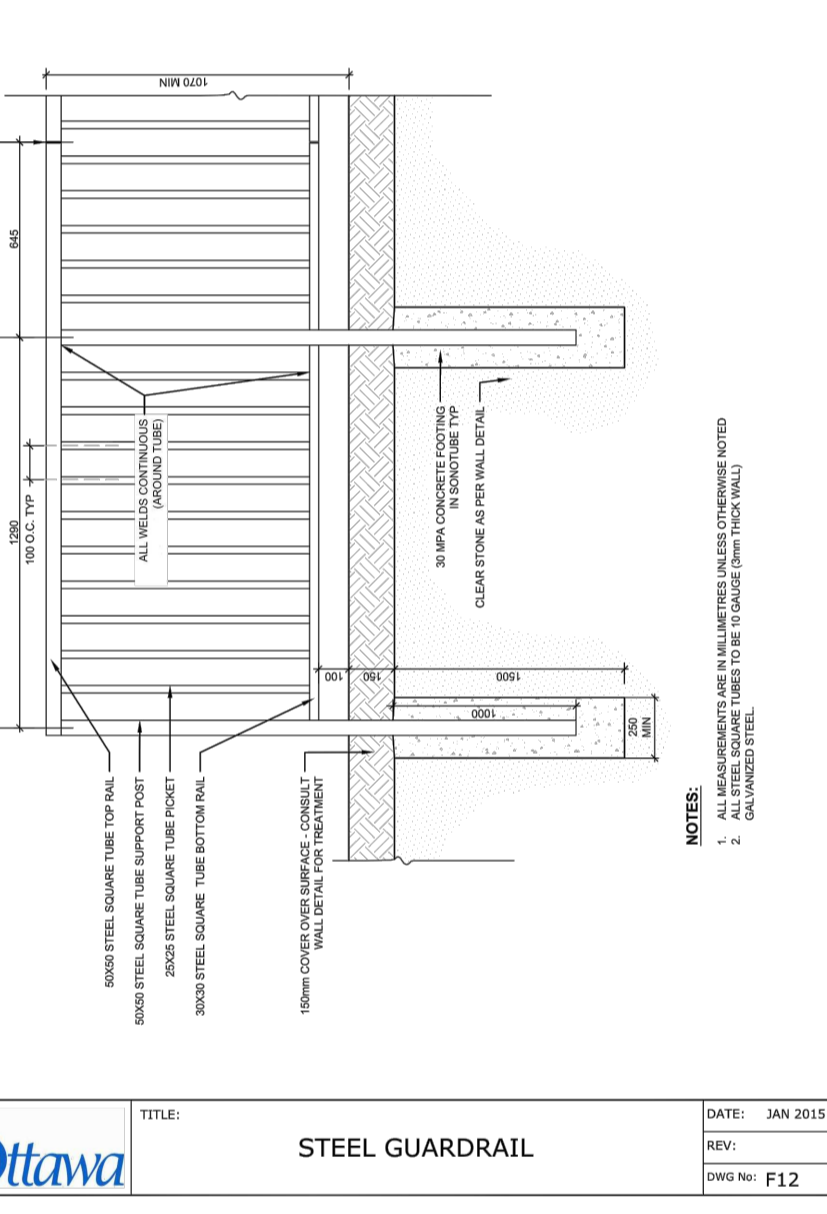 1070 MIN
645
1290
100 O.C. TYP
ALL WELDS CONTINUOUS
(AROUND TUBE)
50X50 STEEL SQUARE TUBE TOP RAIL
50X50 STEEL SQUARE TUBE SUPPORT POST
25X25 STEEL SQUARE TUBE PICKET
30X30 STEEL SQUARE TUBE BOTTOM RAIL
150mm COVER OVER SURFACE - CONSULT
WALL DETAIL FOR TREATMENT
100
150
1500
1000
250
MIN
30 MPA CONCRETE FOOTING
IN SONOTUBE TYP
CLEAR STONE AS PER WALL DETAIL
NOTES:
1. ALL MEASUREMENTS ARE IN MILLIMETRES UNLESS OTHERWISE NOTED
2. ALL STEEL SQUARE TUBES TO BE 10 GAUGE (3mm THICK WALL)
GALVANIZED STEEL.
Ottawa
TITLE:
STEEL GUARDRAIL
DATE: JAN 2015
REV:
DWG No: F12